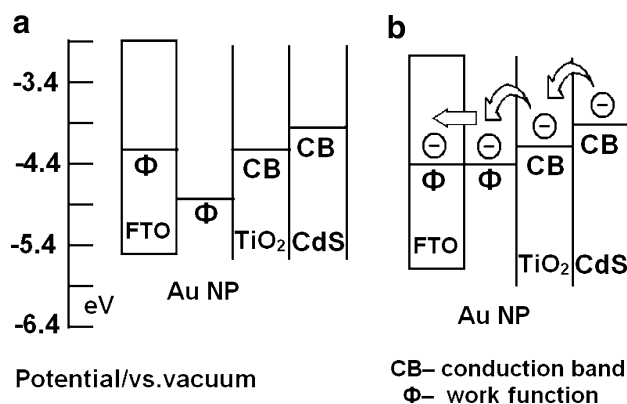 a
-3.4
-4.4
-5.4
-6.4
eV
Φ
FTO
Φ
CB
TiO₂
CB
CdS
Au NP
Potential/vs.vacuum
b
−
−
−
−
Φ
Φ
CB
CB
FTO
TiO₂
CdS
Au NP
CB– conduction band
Φ– work function